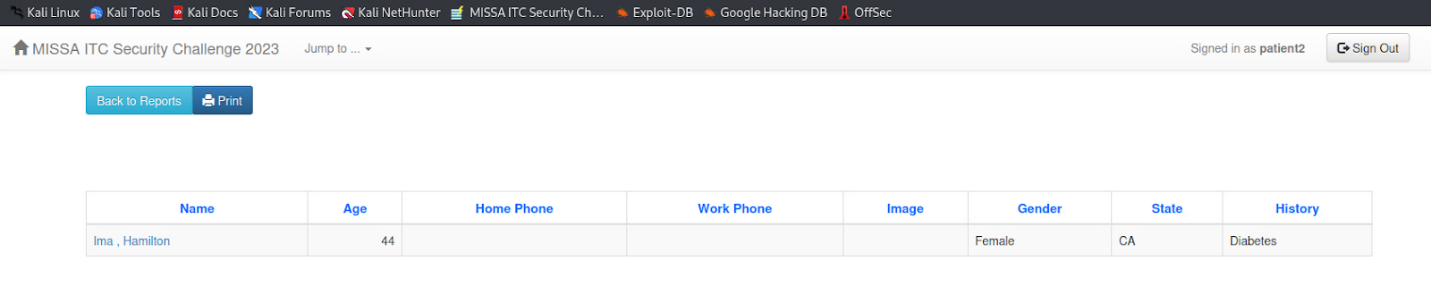 Kali Linux Kali Tools Kali Docs Kali Forums Kali NetHunter MISSA ITC Security Ch... Exploit-DB Google Hacking DB OffSec
MISSA ITC Security Challenge 2023 Jump to ... Signed in as patient2 Sign Out
Back to Reports Print
Name Age Home Phone Work Phone Image Gender State History
Ima , Hamilton 44 Female CA Diabetes